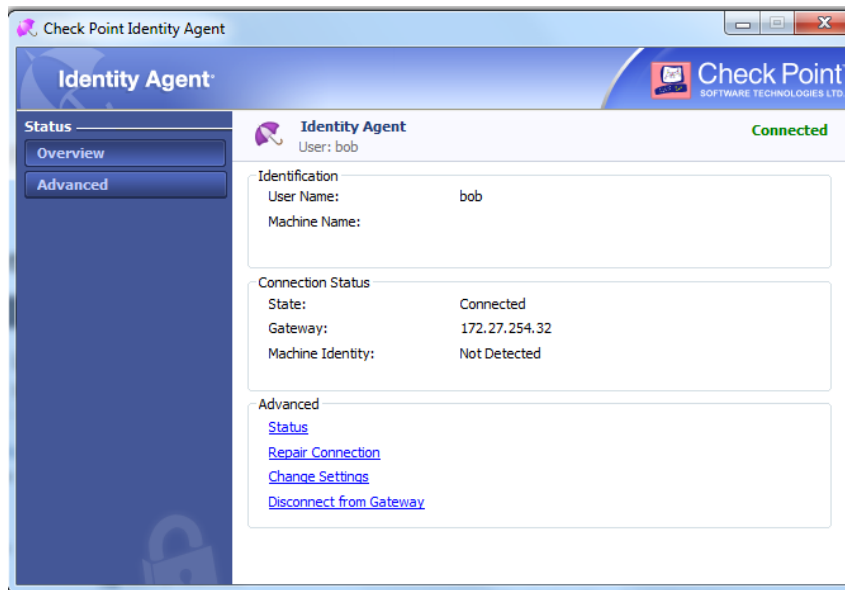 Check Point Identity Agent
Identity Agent
Check Point
SOFTWARE TECHNOLOGIES LTD.
Status
Overview
Advanced
Identity Agent
User: bob
Connected
Identification
User Name: bob
Machine Name:
Connection Status
State: Connected
Gateway: 172.27.254.32
Machine Identity: Not Detected
Advanced
Status
Repair Connection
Change Settings
Disconnect from Gateway